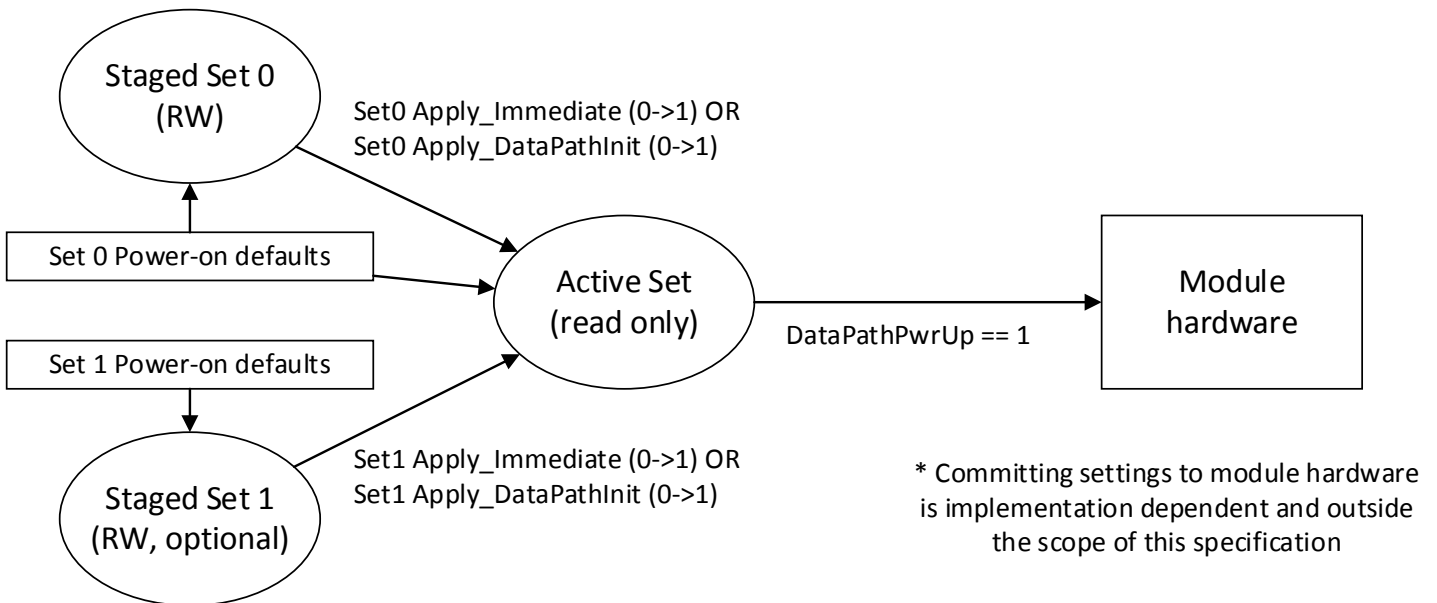 Staged Set 0
(RW)
Set0 Apply_Immediate (0->1) OR
Set0 Apply_DataPathInit (0->1)
Set 0 Power-on defaults
Active Set
(read only)
DataPathPwrUp == 1
Module
hardware
Set 1 Power-on defaults
Staged Set 1
(RW, optional)
Set1 Apply_Immediate (0->1) OR
Set1 Apply_DataPathInit (0->1)
* Committing settings to module hardware
is implementation dependent and outside
the scope of this specification